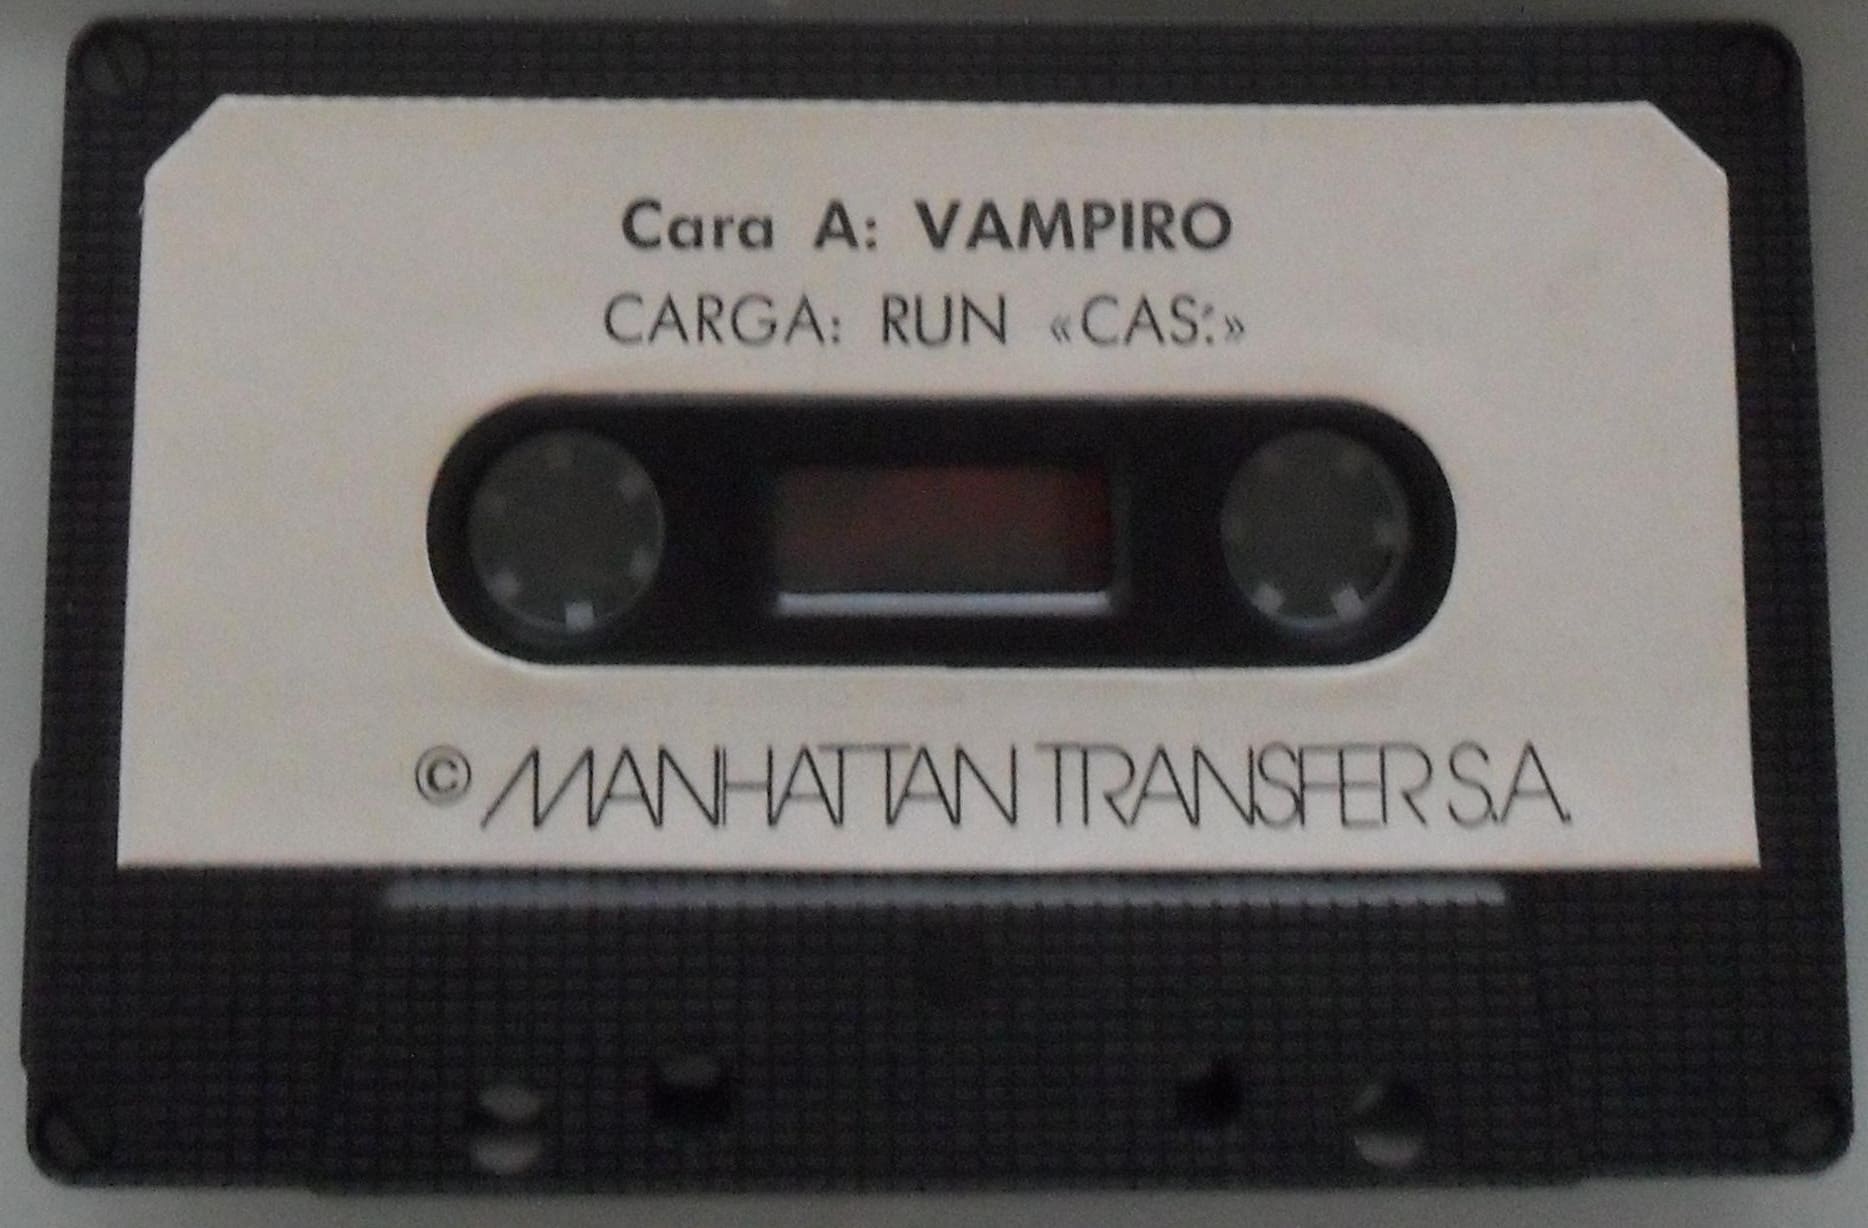 Cara A: VAMPIRO
CARGA: RUN «CAS:»
© MANHATTAN TRANSFER S.A.